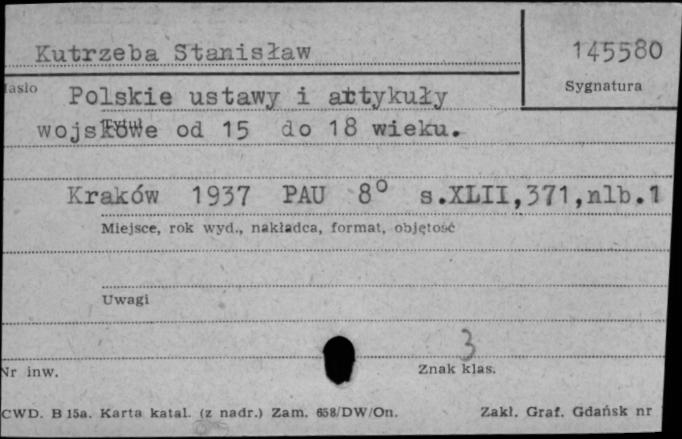 Kutrzeba Stanisław
145580
Sygnatura
Hasło
Polskie ustawy i artykuły
Tytuł
wojskowe od 15 do 18 wieku.
Kraków 1937 PAU 8° s.XLII,371,nlb.1
Miejsce, rok wyd., nakładca, format, objętość
Uwagi
3
Nr inw.
Znak klas.
CWD. B 15a. Karta katal. (z nadr.) Zam. 658/DW/On.
Zakł. Graf. Gdańsk nr